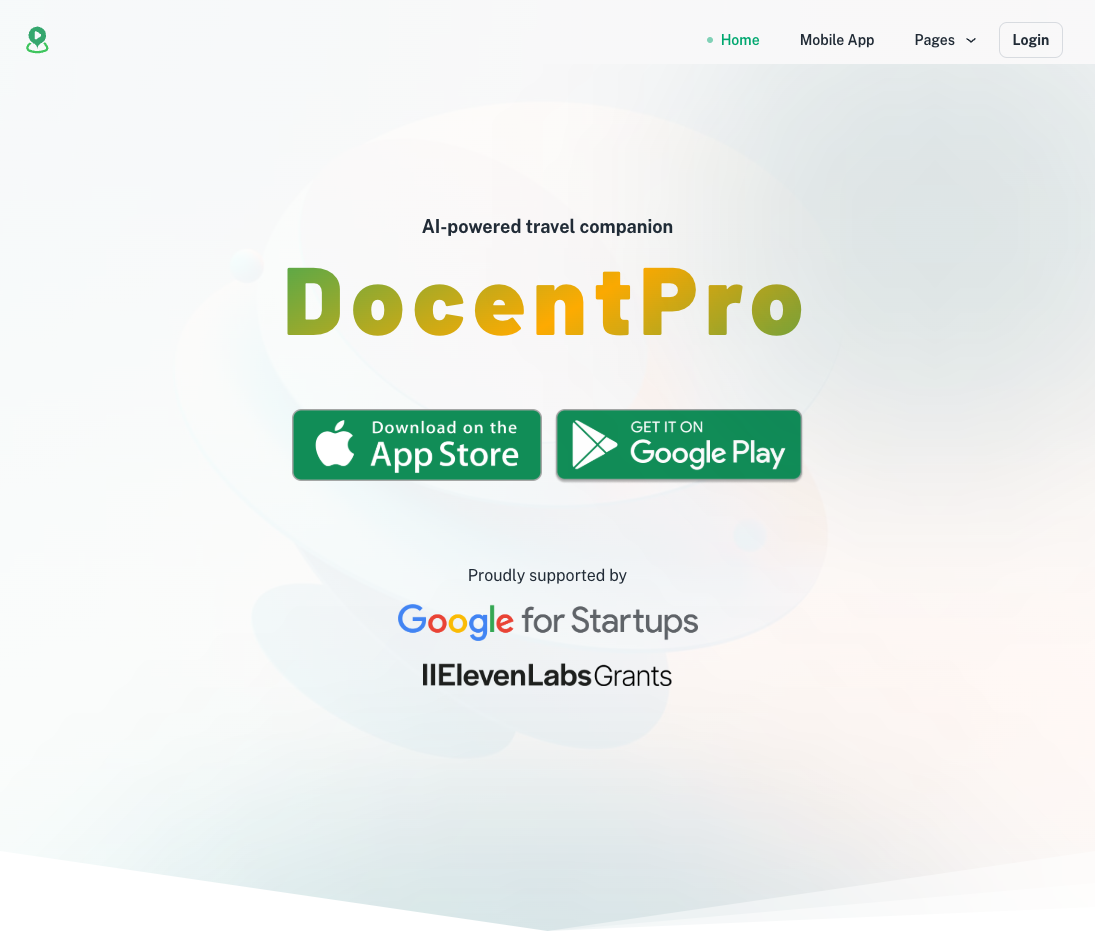 Home Mobile App Pages Login
AI-powered travel companion
DocentPro
Download on the
App Store
GET IT ON
Google Play
Proudly supported by
Google for Startups
IIElevenLabs Grants